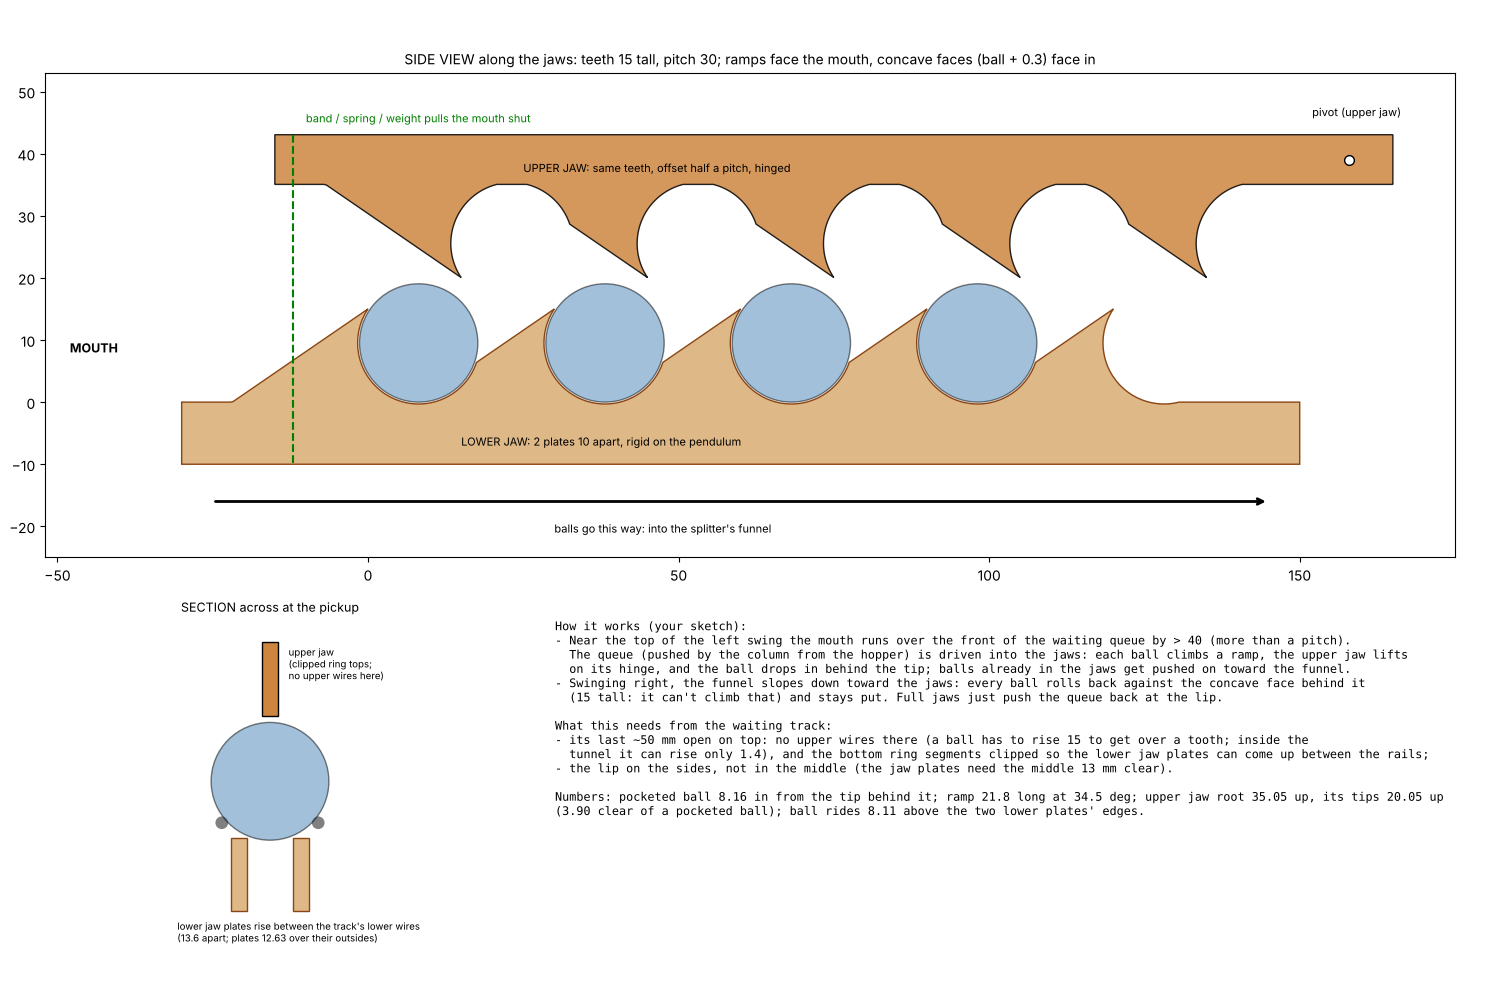 SIDE VIEW along the jaws: teeth 15 tall, pitch 30; ramps face the mouth, concave faces (ball + 0.3) face in
50
40
30
20
10
0
−10
−20
band / spring / weight pulls the mouth shut
pivot (upper jaw)
UPPER JAW: same teeth, offset half a pitch, hinged
MOUTH
LOWER JAW: 2 plates 10 apart, rigid on the pendulum
balls go this way: into the splitter's funnel
−50
0
50
100
150
SECTION across at the pickup
upper jaw
(clipped ring tops;
no upper wires here)
lower jaw plates rise between the track's lower wires
(13.6 apart; plates 12.63 over their outsides)
How it works (your sketch):
- Near the top of the left swing the mouth runs over the front of the waiting queue by > 40 (more than a pitch).
The queue (pushed by the column from the hopper) is driven into the jaws: each ball climbs a ramp, the upper jaw lifts
on its hinge, and the ball drops in behind the tip; balls already in the jaws get pushed on toward the funnel.
- Swinging right, the funnel slopes down toward the jaws: every ball rolls back against the concave face behind it
(15 tall: it can't climb that) and stays put. Full jaws just push the queue back at the lip.
What this needs from the waiting track:
- its last ~50 mm open on top: no upper wires there (a ball has to rise 15 to get over a tooth; inside the
tunnel it can rise only 1.4), and the bottom ring segments clipped so the lower jaw plates can come up between the rails;
- the lip on the sides, not in the middle (the jaw plates need the middle 13 mm clear).
Numbers: pocketed ball 8.16 in from the tip behind it; ramp 21.8 long at 34.5 deg; upper jaw root 35.05 up, its tips 20.05 up
(3.90 clear of a pocketed ball); ball rides 8.11 above the two lower plates' edges.